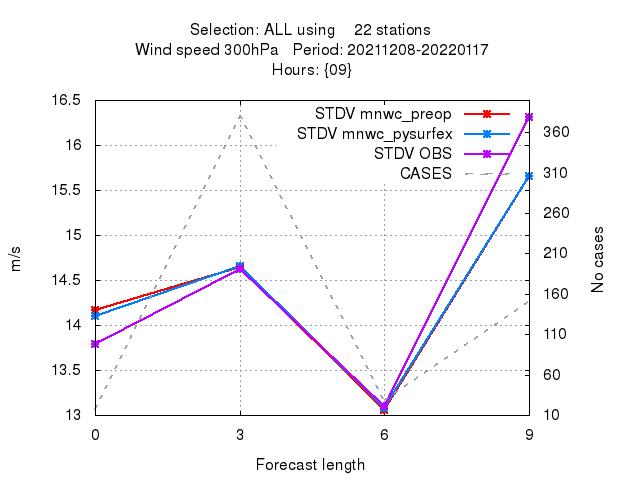 Selection: ALL using 22 stations
Wind speed 300hPa Period: 20211208-20220117
Hours: {09}
STDV mnwc_preop
STDV mnwc_pysurfex
STDV OBS
CASES
16.5
16
15.5
15
14.5
14
13.5
13
360
310
260
210
160
110
60
10
0 3 6 9
m/s
No cases
Forecast length